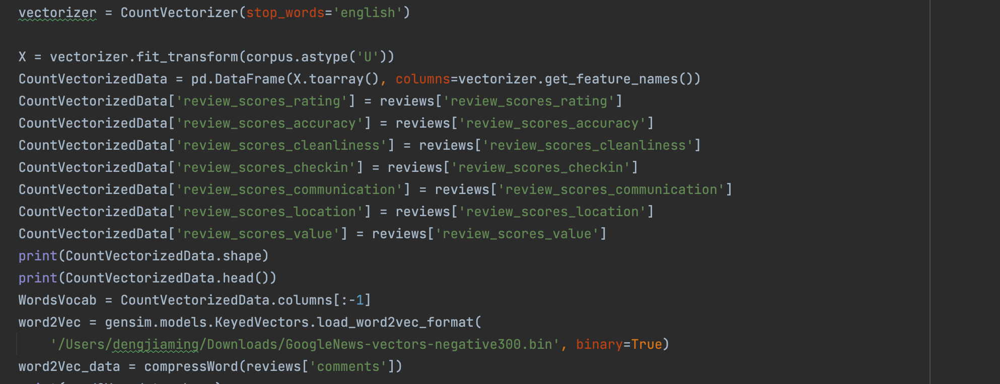 vectorizer = CountVectorizer(stop_words='english')
X = vectorizer.fit_transform(corpus.astype('U'))
CountVectorizedData = pd.DataFrame(X.toarray(), columns=vectorizer.get_feature_names())
CountVectorizedData['review_scores_rating'] = reviews['review_scores_rating']
CountVectorizedData['review_scores_accuracy'] = reviews['review_scores_accuracy']
CountVectorizedData['review_scores_cleanliness'] = reviews['review_scores_cleanliness']
CountVectorizedData['review_scores_checkin'] = reviews['review_scores_checkin']
CountVectorizedData['review_scores_communication'] = reviews['review_scores_communication']
CountVectorizedData['review_scores_location'] = reviews['review_scores_location']
CountVectorizedData['review_scores_value'] = reviews['review_scores_value']
print(CountVectorizedData.shape)
print(CountVectorizedData.head())
WordsVocab = CountVectorizedData.columns[:-1]
word2Vec = gensim.models.KeyedVectors.load_word2vec_format(
'/Users/dengjiaming/Downloads/GoogleNews-vectors-negative300.bin', binary=True)
word2Vec_data = compressWord(reviews['comments'])